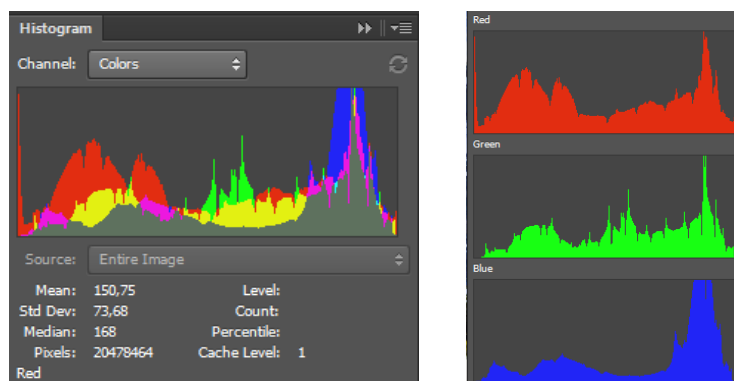 Histogram
Channel: Colors
Source: Entire Image
Mean: 150,75 Level:
Std Dev: 73,68 Count:
Median: 168 Percentile:
Pixels: 20478464 Cache Level: 1
Red
Red
Green
Blue